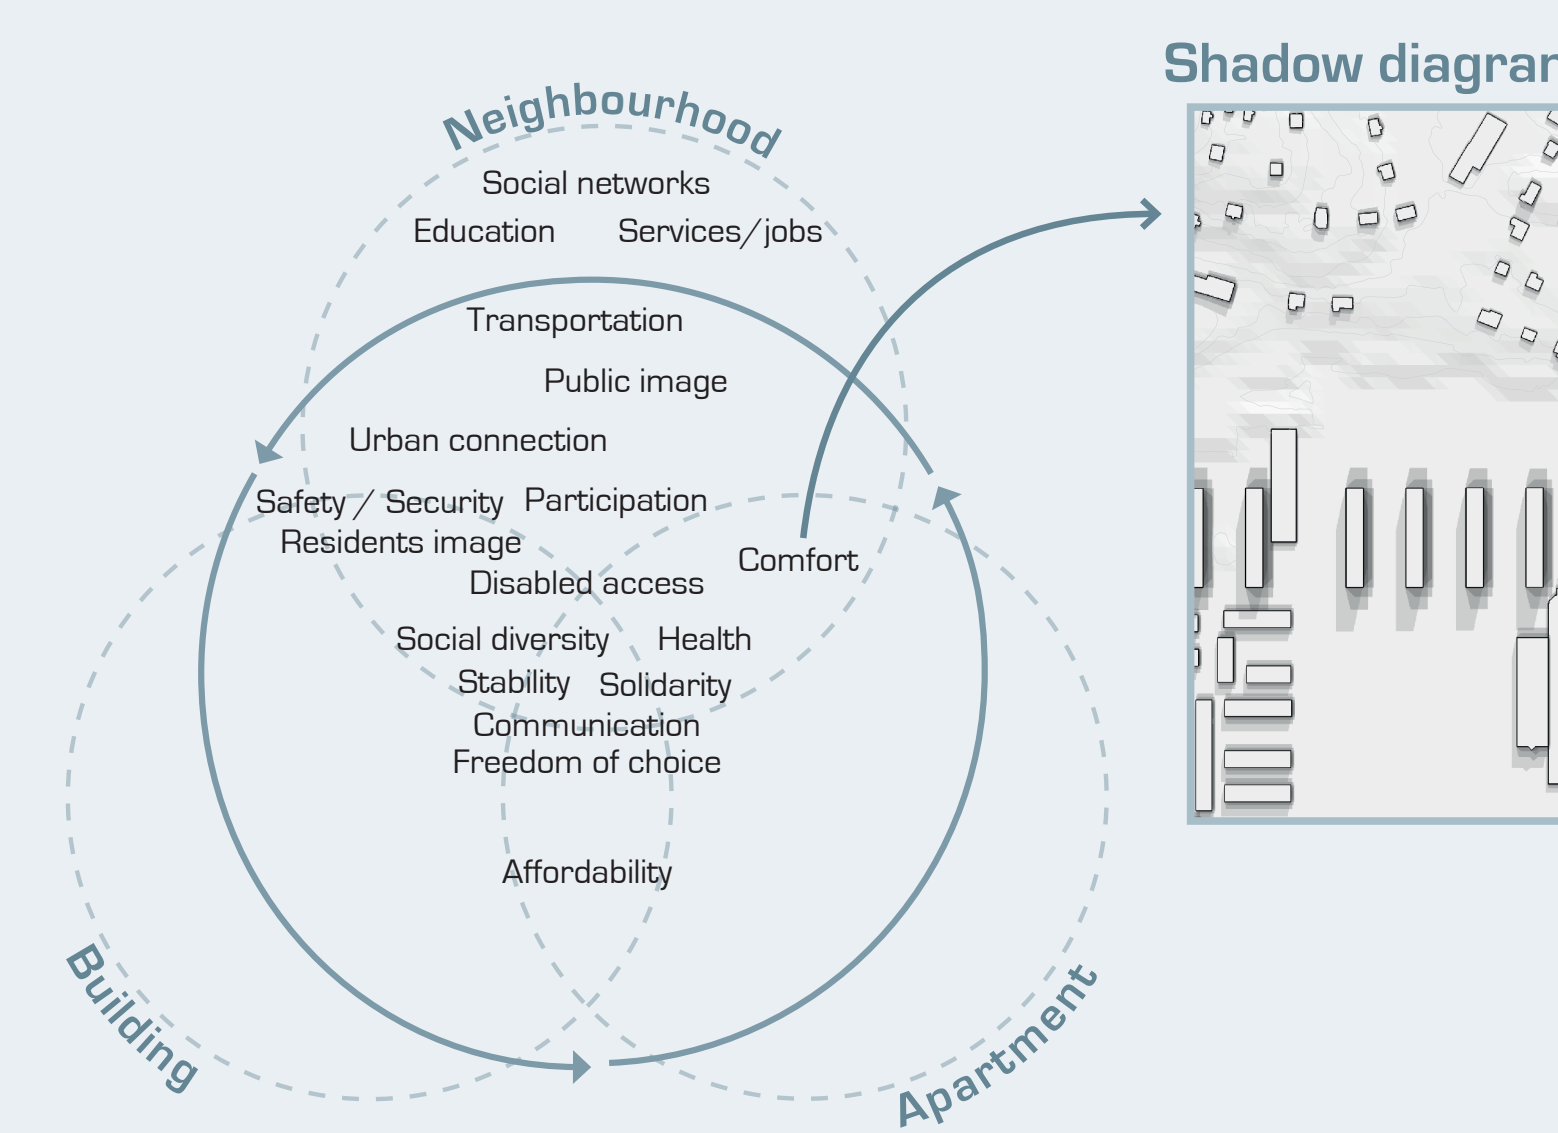 Shadow diagram
Neighbourhood
Social networks
Education Services/jobs
Transportation
Public image
Urban connection
Safety / Security Participation
Residents image
Comfort
Disabled access
Social diversity Health
Stability Solidarity
Communication
Freedom of choice
Affordability
Building
Apartment